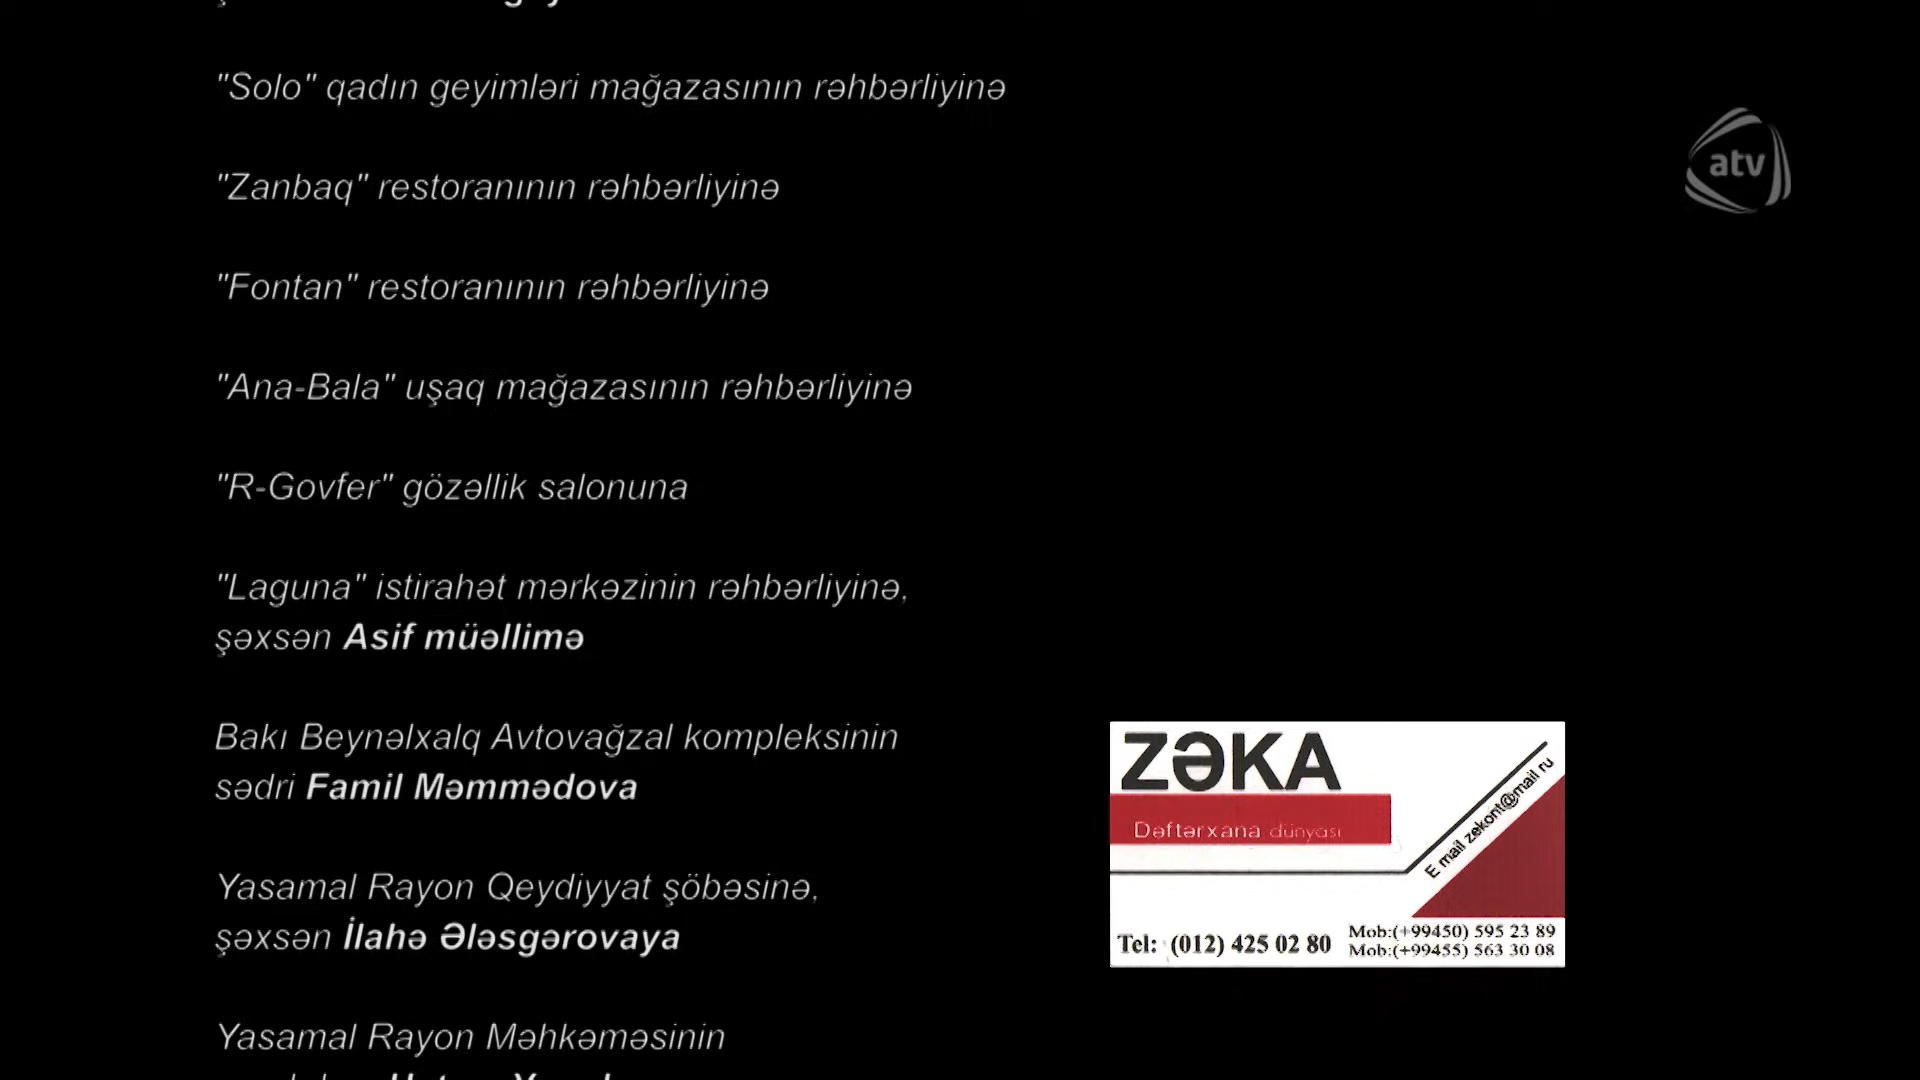 "Solo" qadın geyimləri mağazasının rəhbərliyinə
atv
"Zanbaq" restoranının rəhbərliyinə
"Fontan" restoranının rəhbərliyinə
"Ana-Bala" uşaq mağazasının rəhbərliyinə
"R-Govfer" gözəllik salonuna
"Laguna" istirahət mərkəzinin rəhbərliyinə,
şəxsən Asif müəllimə
Bakı Beynəlxalq Avtovağzal kompleksinin
sədri Famil Məmmədova
Yasamal Rayon Qeydiyyat şöbəsinə,
şəxsən İlahə Ələsgərovaya
Yasamal Rayon Məhkəməsinin
ZƏKA
Dəftərxana dünyası
E mail zekont@mail ru
Tel: (012) 425 02 80
Mob:(+99450) 595 23 89
Mob:(+99455) 563 30 08